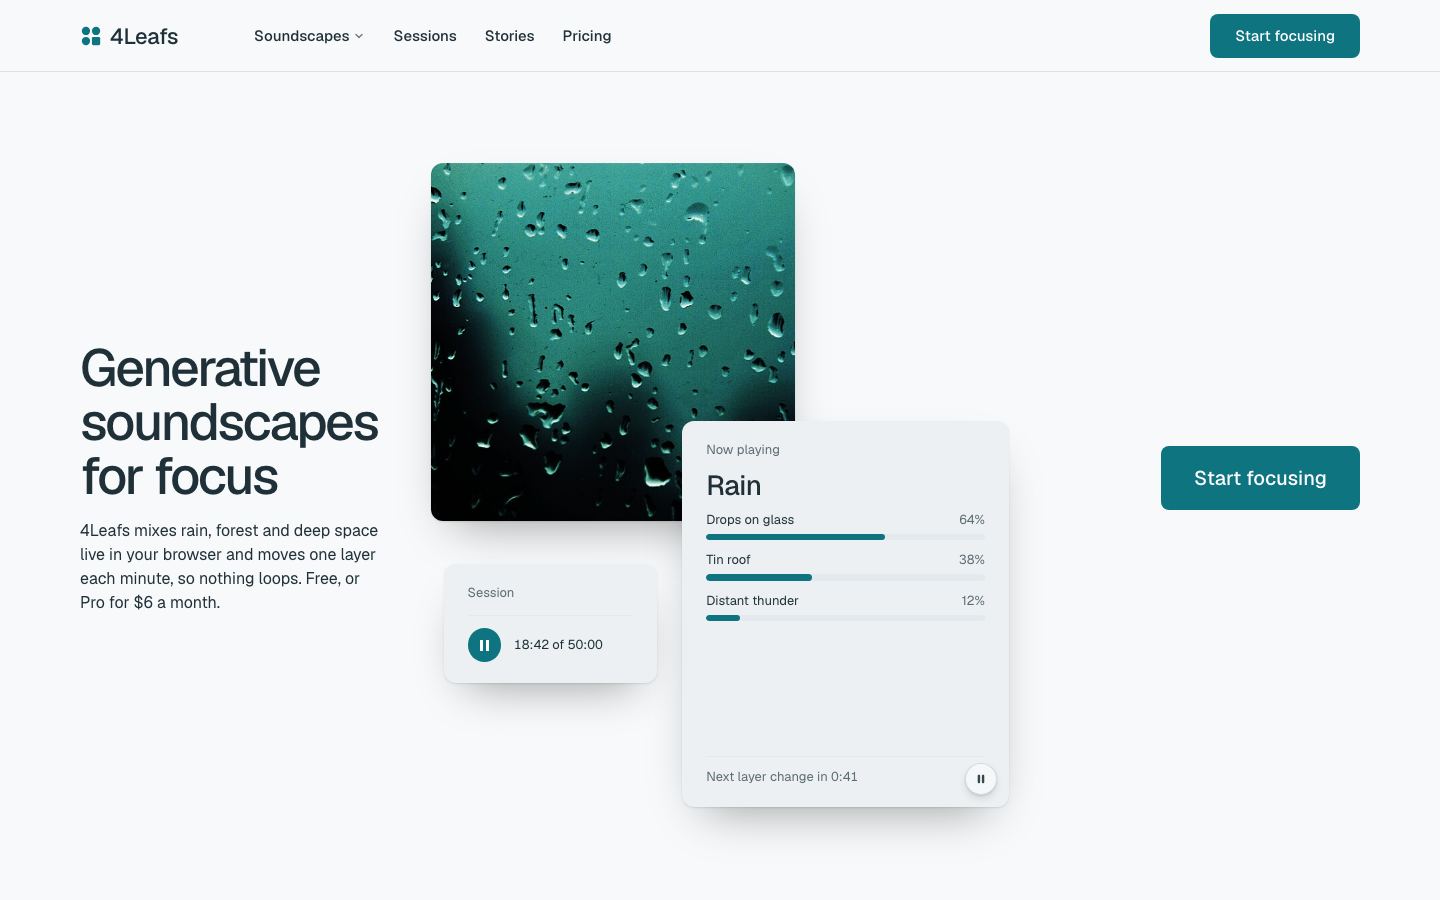 4Leafs
Soundscapes
Sessions
Stories
Pricing
Start focusing
Generative
soundscapes
for focus
4Leafs mixes rain, forest and deep space
live in your browser and moves one layer
each minute, so nothing loops. Free, or
Pro for $6 a month.
Session
18:42 of 50:00
Now playing
Rain
Drops on glass 64%
Tin roof 38%
Distant thunder 12%
Next layer change in 0:41
Start focusing